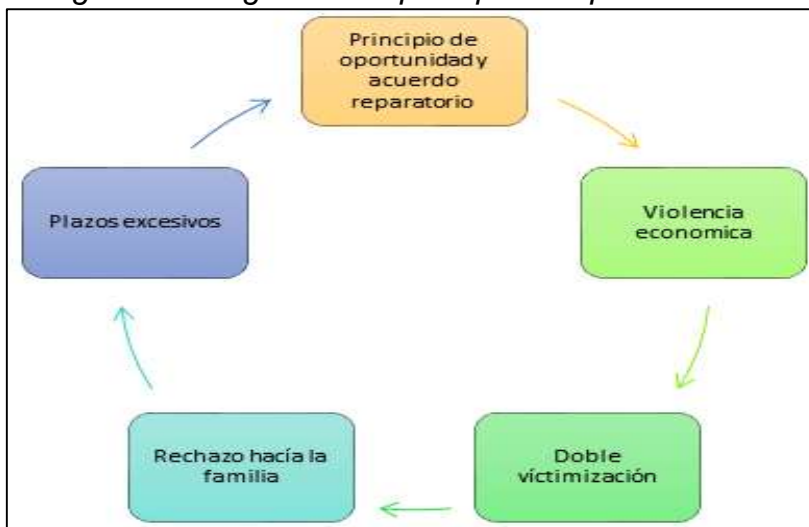 Principio de
oportunidad y
acuerdo
reparatorio
Violencia
economica
Doble
víctimización
Rechazo hacía la
familia
Plazos excesivos